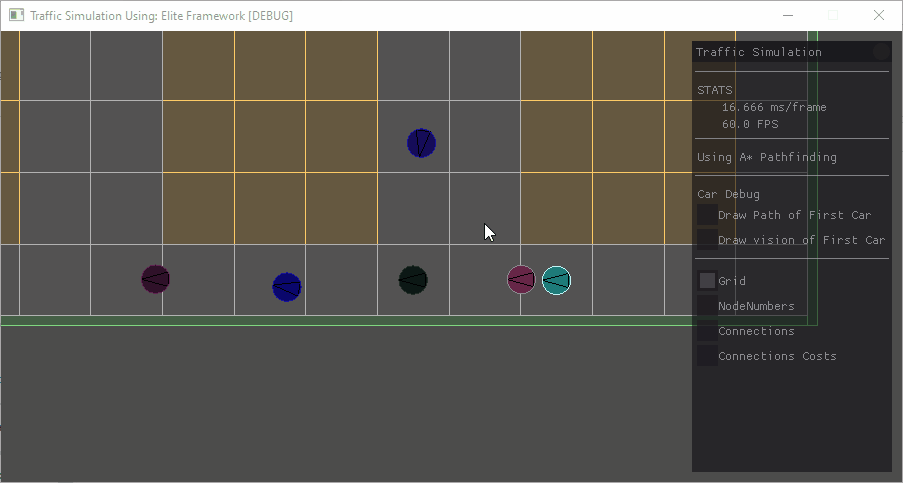 Traffic Simulation Using: Elite Framework [DEBUG]
Traffic Simulation
STATS
16.666 ms/frame
60.0 FPS
Using A* Pathfinding
Car Debug
Draw Path of First Car
Draw vision of First Car
Grid
NodeNumbers
Connections
Connections Costs